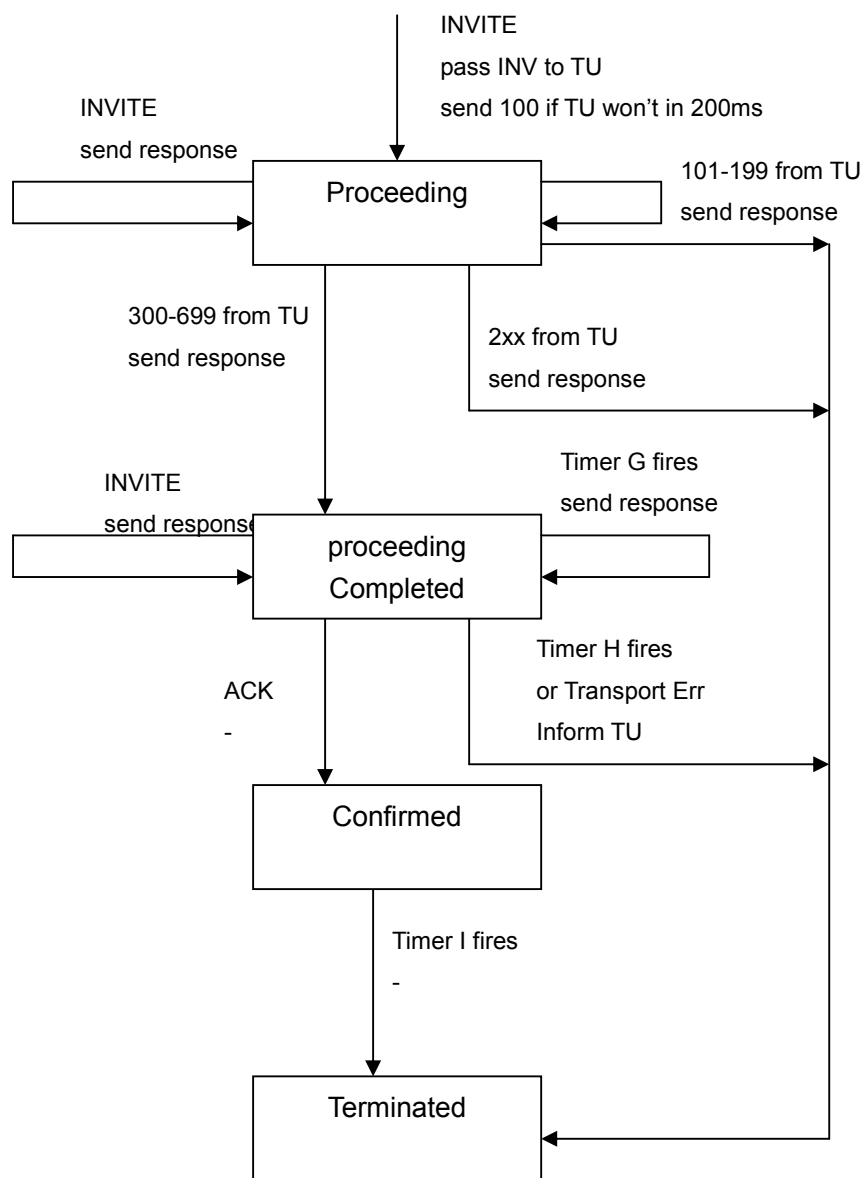 INVITE
pass INV to TU
send 100 if TU won't in 200ms
INVITE
send response
Proceeding
101-199 from TU
send response
300-699 from TU
send response
2xx from TU
send response
INVITE
send response
Timer G fires
send response
proceeding
Completed
ACK
-
Timer H fires
or Transport Err
Inform TU
Confirmed
Timer I fires
-
Terminated